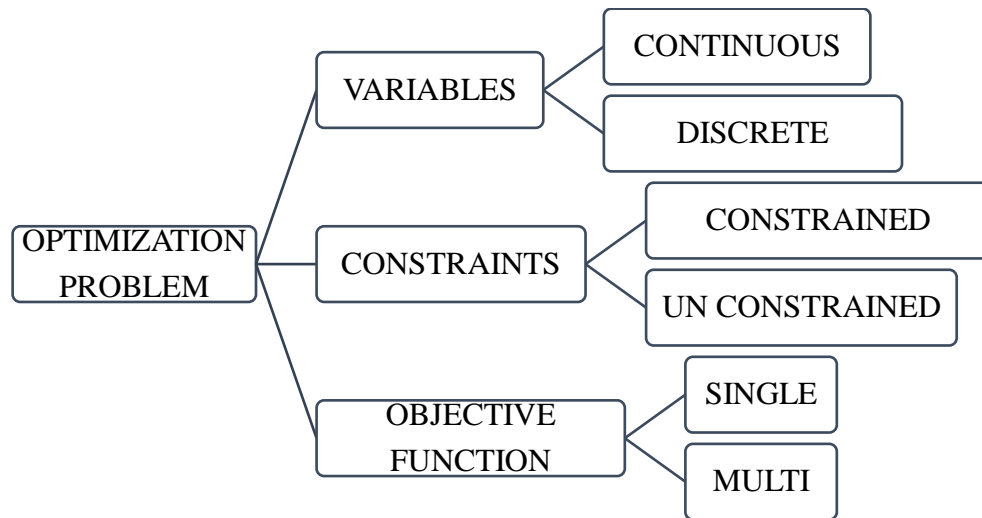 CONTINUOUS
VARIABLES
DISCRETE
CONSTRAINED
OPTIMIZATION
PROBLEM
CONSTRAINTS
UN CONSTRAINED
SINGLE
OBJECTIVE
FUNCTION
MULTI